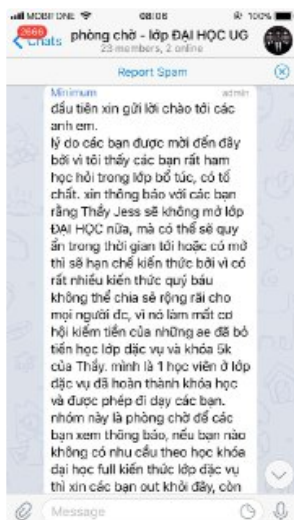 MOBIFONE 08:06 100%
2666
Chats
phòng chờ - lớp ĐẠI HỌC UG
23 members, 2 online
Report Spam
Minimum admin
đầu tiên xin gửi lời chào tới các
anh em.
lý do các bạn được mời đến đây
bởi vì tôi thấy các bạn rất ham
học hỏi trong lớp bổ túc, có tố
chất. xin thông báo với các bạn
rằng Thầy Jess sẽ không mở lớp
ĐẠI HỌC nữa, mà có thể sẽ quy
ẩn trong thời gian tới hoặc có mở
thì sẽ hạn chế kiến thức bởi vì có
rất nhiều kiến thức quý báu
không thể chia sẻ rộng rãi cho
mọi người đc, vì nó làm mất cơ
hội kiếm tiền của những ae đã bỏ
tiền học lớp đặc vụ và khóa 5k
của Thầy. mình là 1 học viên ở lớp
đặc vụ đã hoàn thành khóa học
và được phép đi dạy các bạn.
nhóm này là phòng chờ để các
bạn xem thông báo, nếu bạn nào
không có nhu cầu theo học khóa
đại học full kiến thức lớp đặc vụ
thì xin các bạn out khỏi đây, còn
Message